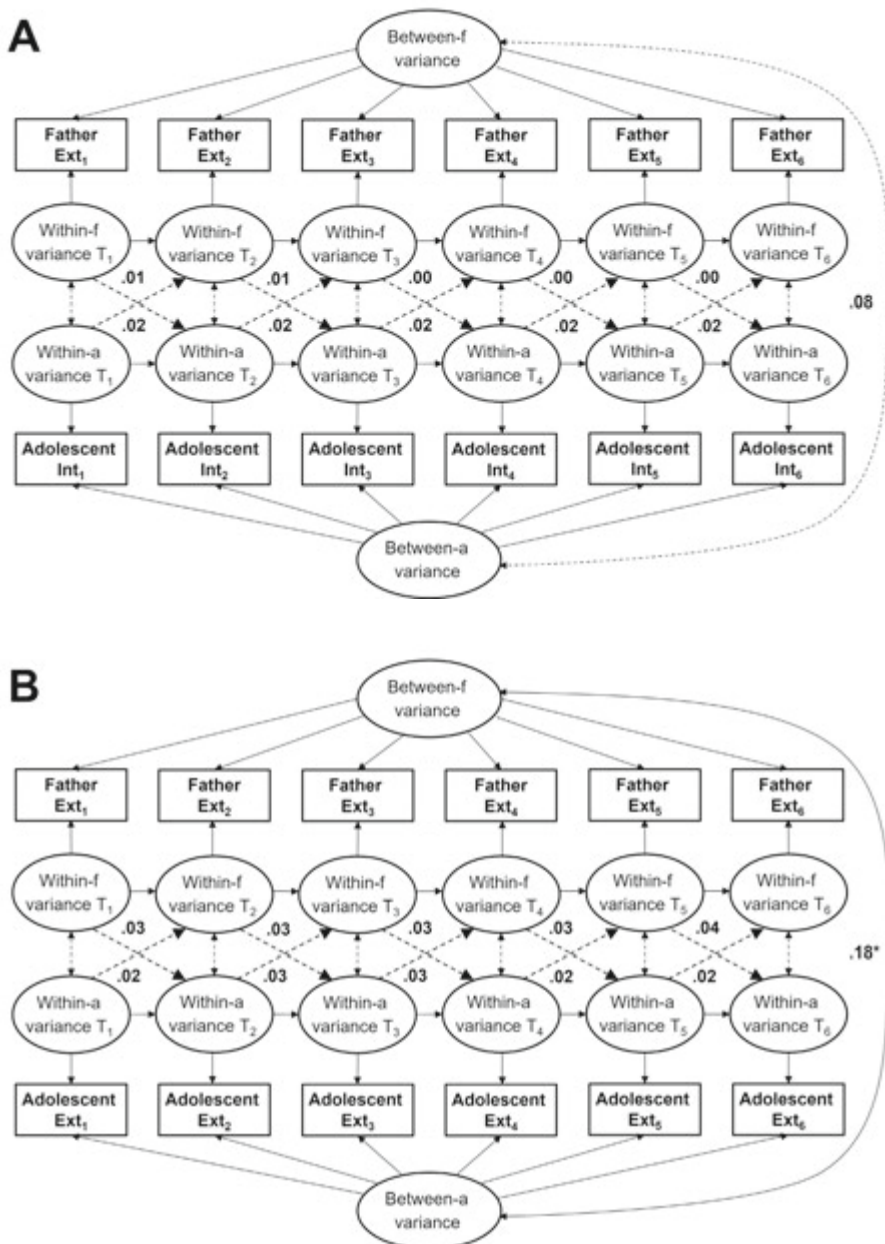 A
Between-f
variance
Father Father Father Father Father Father
Ext₁ Ext₂ Ext₃ Ext₄ Ext₅ Ext₆
Within-f Within-f Within-f Within-f Within-f Within-f
variance T₁ variance T₂ variance T₃ variance T₄ variance T₅ variance T₆
.01 .01 .00 .00 .00
.08
.02 .02 .02 .02 .02
Within-a Within-a Within-a Within-a Within-a Within-a
variance T₁ variance T₂ variance T₃ variance T₄ variance T₅ variance T₆
Adolescent Adolescent Adolescent Adolescent Adolescent Adolescent
Int₁ Int₂ Int₃ Int₄ Int₅ Int₆
Between-a
variance
B
Between-f
variance
Father Father Father Father Father Father
Ext₁ Ext₂ Ext₃ Ext₄ Ext₅ Ext₆
Within-f Within-f Within-f Within-f Within-f Within-f
variance T₁ variance T₂ variance T₃ variance T₄ variance T₅ variance T₆
.03 .03 .03 .03 .04
.18*
.02 .03 .03 .02 .02
Within-a Within-a Within-a Within-a Within-a Within-a
variance T₁ variance T₂ variance T₃ variance T₄ variance T₅ variance T₆
Adolescent Adolescent Adolescent Adolescent Adolescent Adolescent
Ext₁ Ext₂ Ext₃ Ext₄ Ext₅ Ext₆
Between-a
variance